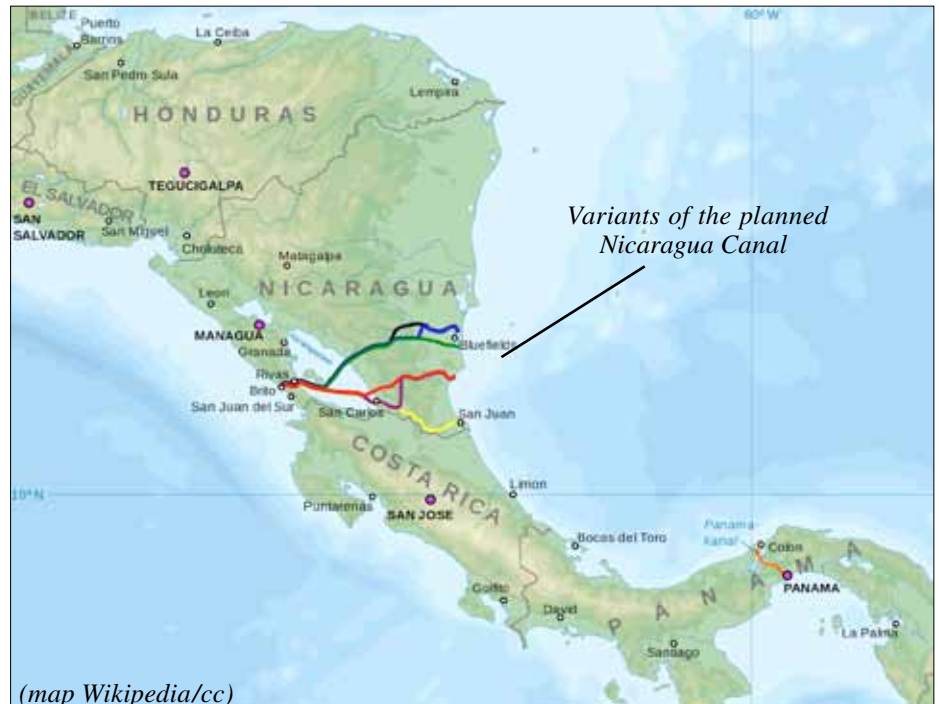 BELIZE
Puerto
Barrios
La Ceiba
80° W
GUATEMALA
San Pedro Sula
Lempira
HONDURAS
TEGUCIGALPA
EL SALVADOR
SAN
SALVADOR
San Miguel
Choluteca
Variants of the planned
Nicaragua Canal
Matagalpa
NICARAGUA
Leon
MANAGUA
Granada
Bluefields
Rivas
Brito
San Juan del Sur
San Carlos
San Juan
COSTA RICA
10° N
Limon
Puntarenas
SAN JOSE
Panama-
kanal
Colon
Bocas del Toro
PANAMA
PANAMA
Golfito
David
La Palma
Santiago
(map Wikipedia/cc)